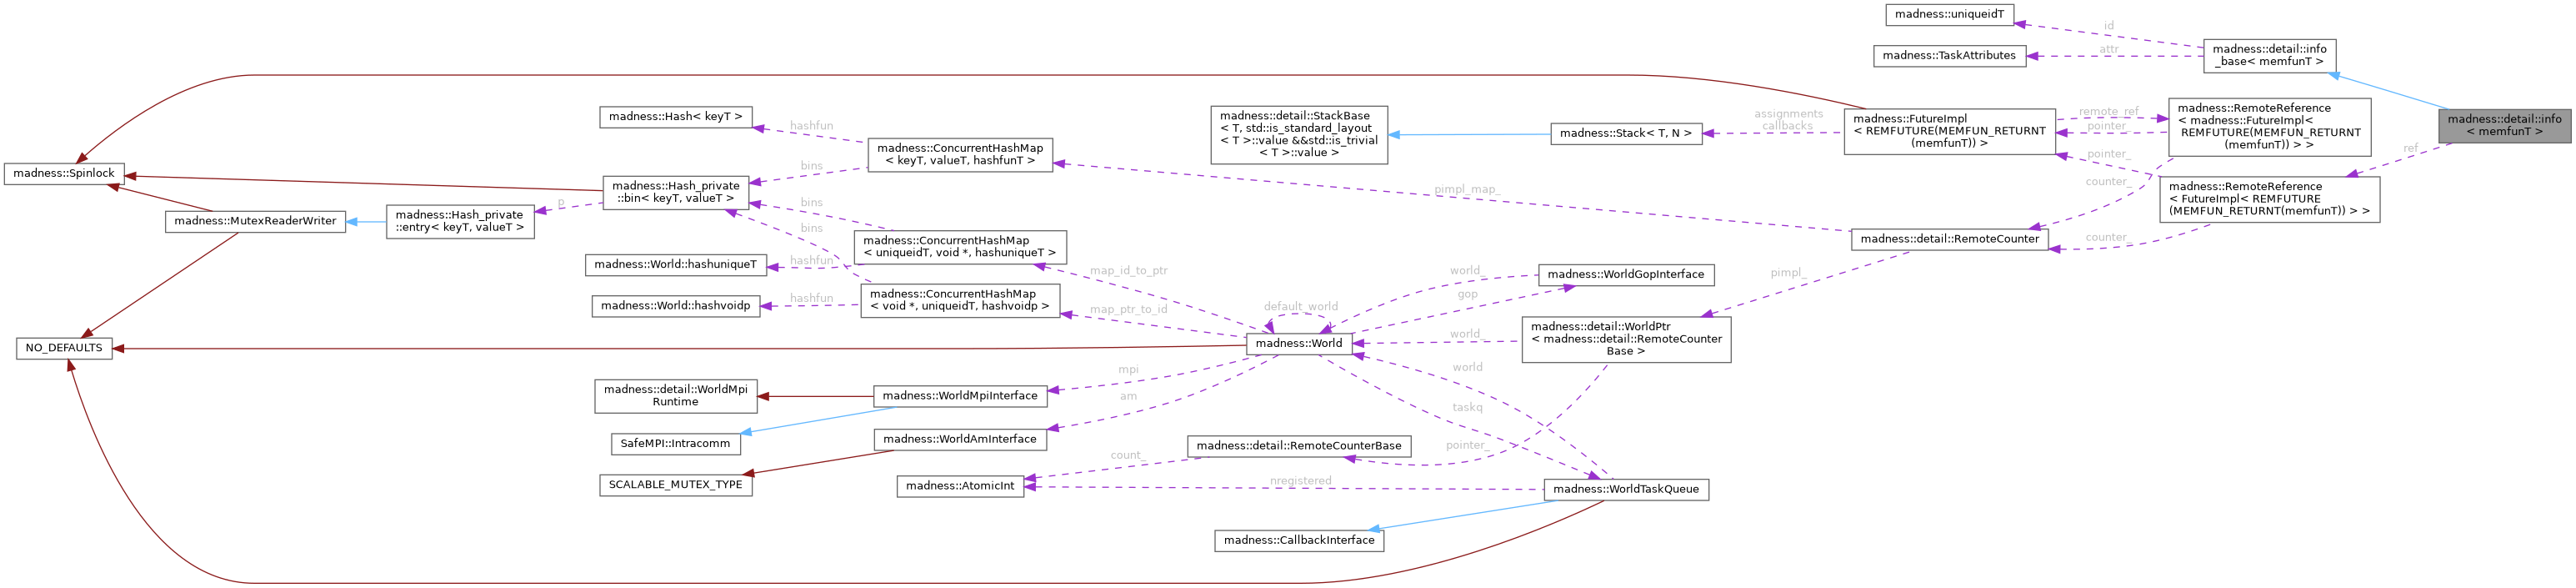 madness::uniqueidT
id
madness::TaskAttributes
attr
madness::detail::info
_base< memfunT >
madness::detail::info
< memfunT >
ref
madness::Hash< keyT >
hashfun
madness::ConcurrentHashMap
< keyT, valueT, hashfunT >
bins
madness::detail::StackBase
< T, std::is_standard_layout
< T >::value &&std::is_trivial
< T >::value >
madness::Stack< T, N >
assignments
callbacks
madness::FutureImpl
< REMFUTURE(MEMFUN_RETURNT
(memfunT)) >
remote_ref
pointer_
madness::RemoteReference
< madness::FutureImpl<
REMFUTURE(MEMFUN_RETURNT
(memfunT)) > >
pointer_
counter_
madness::RemoteReference
< FutureImpl< REMFUTURE
(MEMFUN_RETURNT(memfunT)) > >
counter_
madness::Spinlock
madness::MutexReaderWriter
madness::Hash_private
::entry< keyT, valueT >
p
madness::Hash_private
::bin< keyT, valueT >
bins
bins
pimpl_map_
madness::detail::RemoteCounter
pimpl_
madness::World::hashuniqueT
hashfun
madness::ConcurrentHashMap
< uniqueidT, void *, hashuniqueT >
map_id_to_ptr
madness::World::hashvoidp
hashfun
madness::ConcurrentHashMap
< void *, uniqueidT, hashvoidp >
map_ptr_to_id
default_world
madness::World
world_
gop
madness::WorldGopInterface
world_
madness::detail::WorldPtr
< madness::detail::RemoteCounter
Base >
NO_DEFAULTS
madness::detail::WorldMpi
Runtime
madness::WorldMpiInterface
mpi
am
SafeMPI::Intracomm
madness::WorldAmInterface
SCALABLE_MUTEX_TYPE
world
taskq
pointer_
madness::detail::RemoteCounterBase
count_
madness::AtomicInt
nregistered
madness::WorldTaskQueue
madness::CallbackInterface